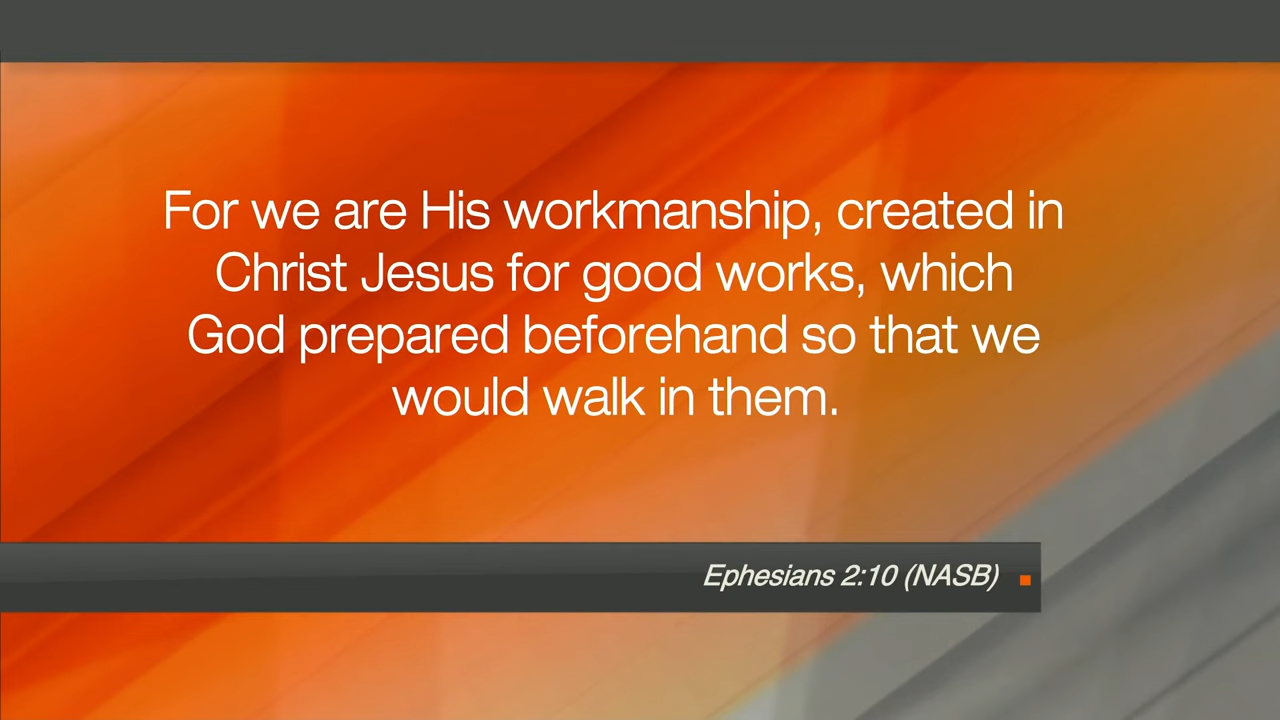 For we are His workmanship, created in
Christ Jesus for good works, which
God prepared beforehand so that we
would walk in them.
Ephesians 2:10 (NASB)